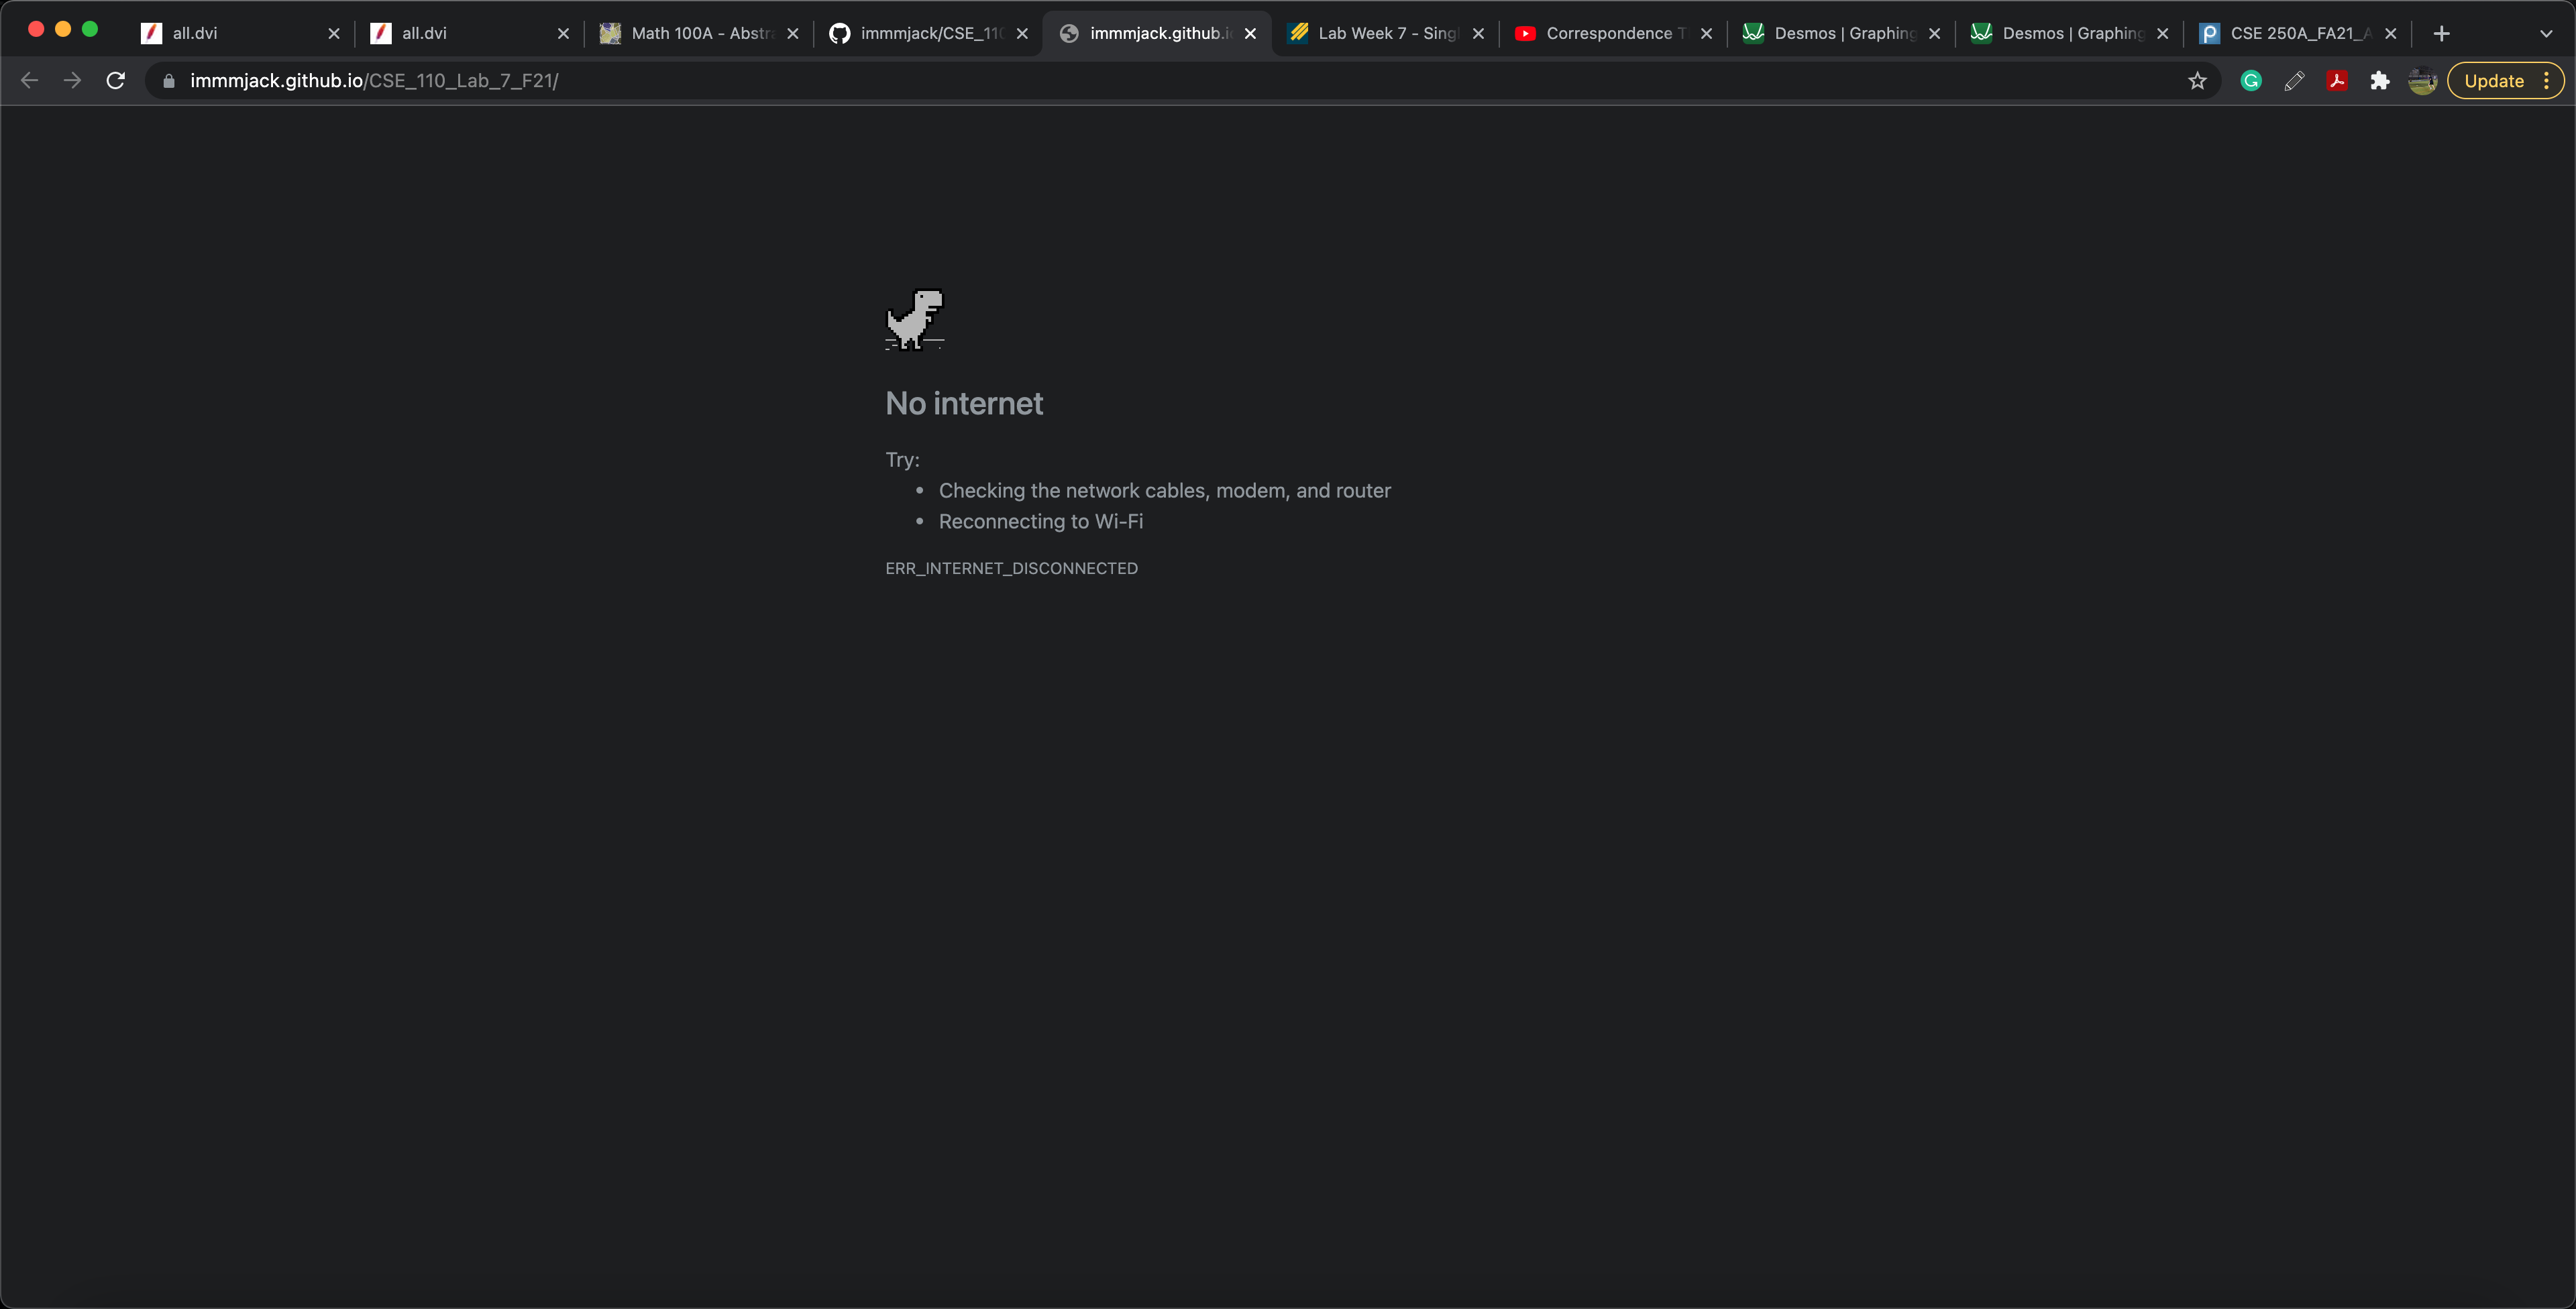 all.dvi
all.dvi
Math 100A - Abstra
immmjack/CSE_110
immmjack.github.i
Lab Week 7 - Singl
Correspondence T
Desmos | Graphing
Desmos | Graphing
CSE 250A_FA21_A
immmjack.github.io/CSE_110_Lab_7_F21/
Update
No internet
Try:
• Checking the network cables, modem, and router
• Reconnecting to Wi-Fi
ERR_INTERNET_DISCONNECTED